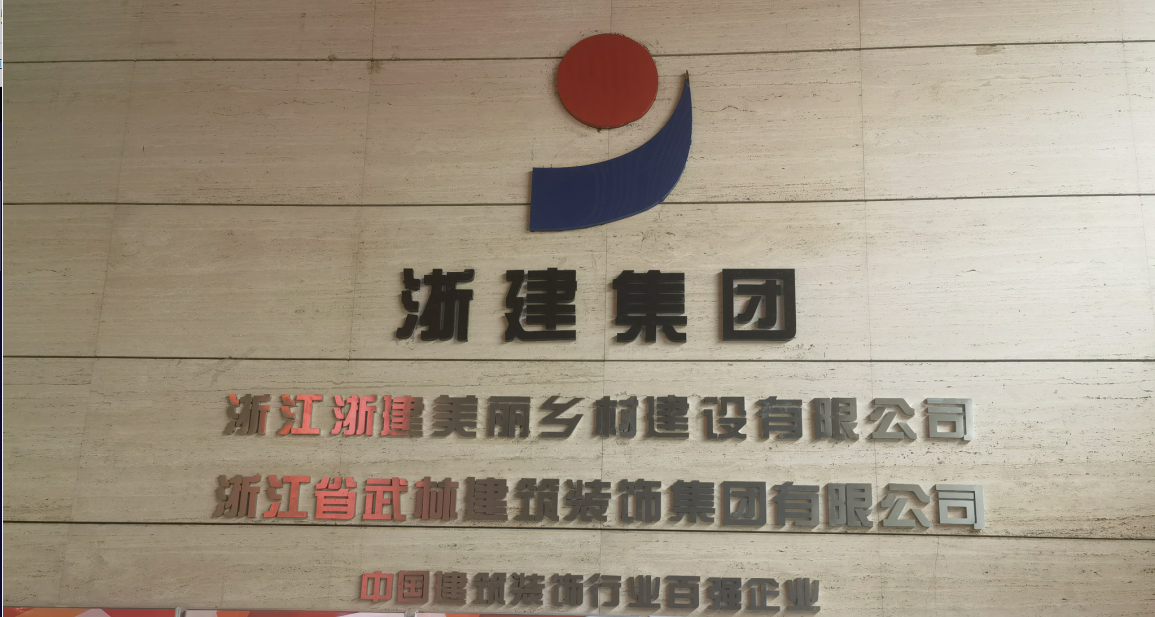 浙建集团
浙江浙建美丽乡村建设有限公司
浙江省武林建筑装饰集团有限公司
中国建筑装饰行业百强企业